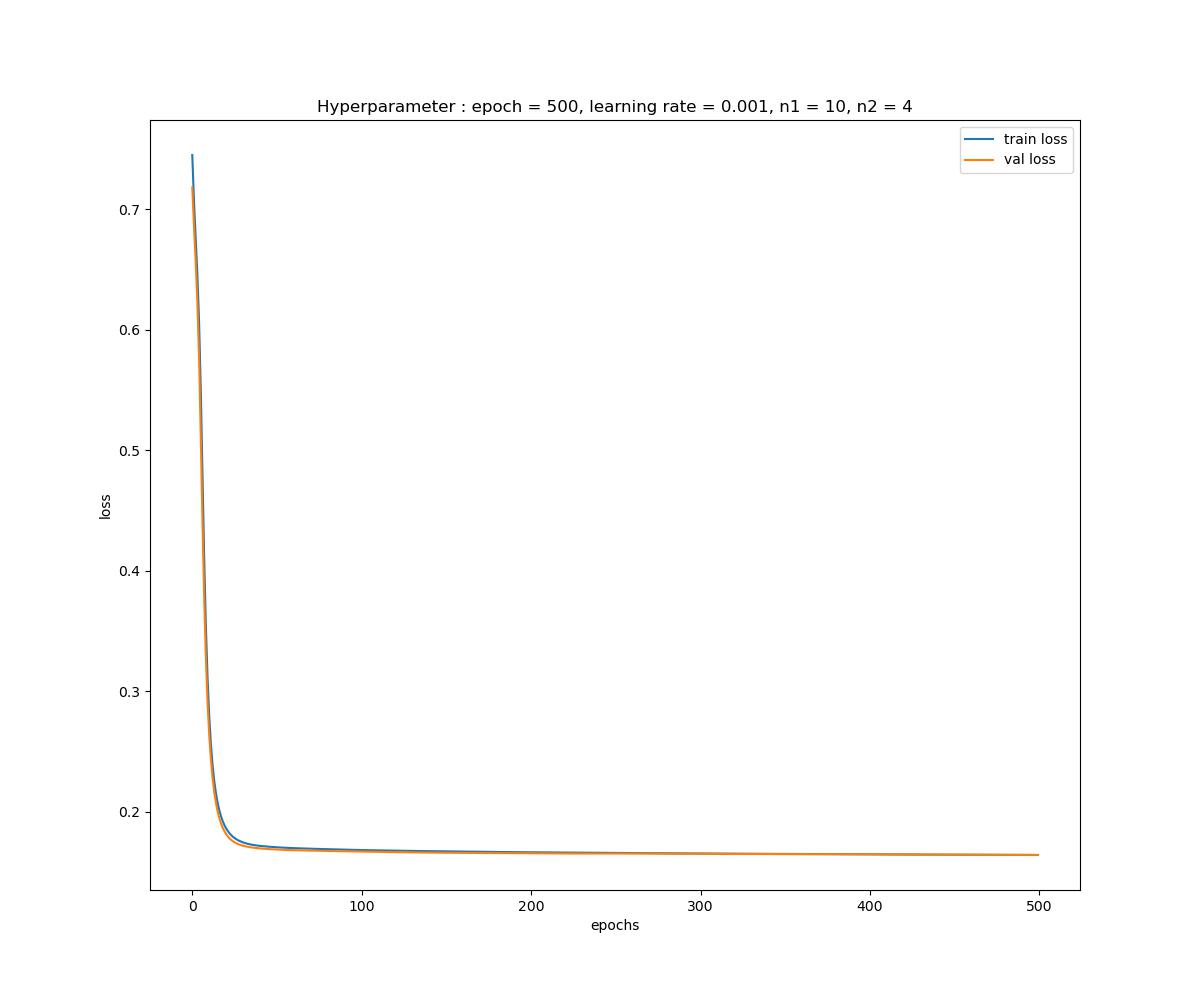 Hyperparameter : epoch = 500, learning rate = 0.001, n1 = 10, n2 = 4
train loss
val loss
0.7
0.6
0.5
0.4
0.3
0.2
loss
0 100 200 300 400 500
epochs